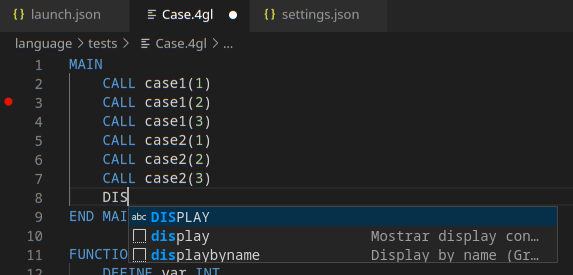 {} launch.json
Case.4gl
{} settings.json
language > tests > Case.4gl > ...
1 MAIN
2 CALL case1(1)
3 CALL case1(2)
4 CALL case1(3)
5 CALL case2(1)
6 CALL case2(2)
7 CALL case2(3)
8 DIS
abc DISPLAY
9 END MAI
display Mostrar display con…
10
displaybyname Display by name (Gr…
11 FUNCTIO
12 DEFINE var INT